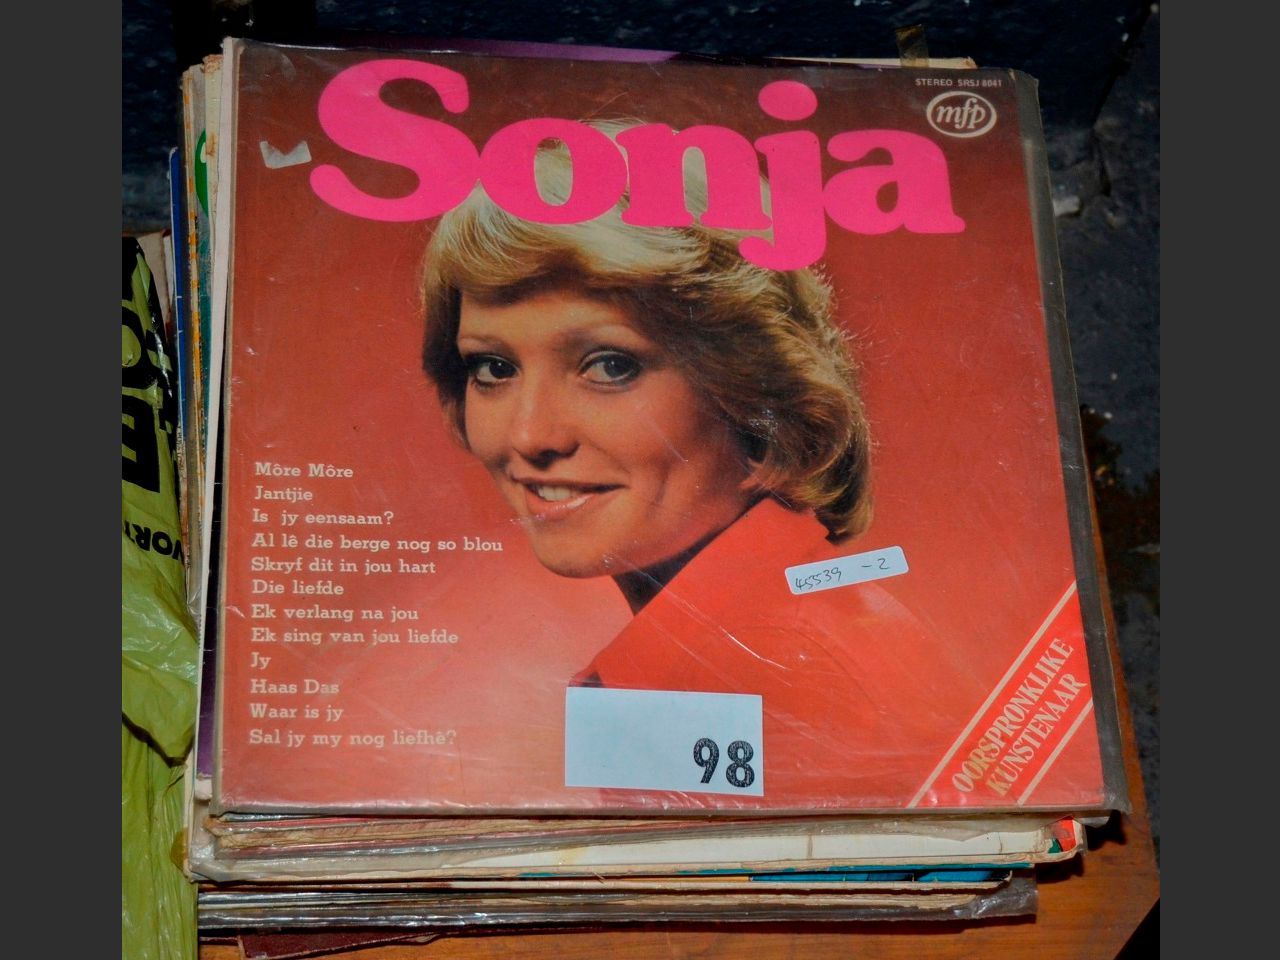 Sonja
STEREO SRSJ 8041
mfp
Môre Môre
Jantjie
Is jy eensaam?
Al lê die berge nog so blou
Skryf dit in jou hart
Die liefde
Ek verlang na jou
Ek sing van jou liefde
Jy
Haas Das
Waar is jy
Sal jy my nog liefhê?
45539 -2
98
OORSPRONKLIKE
KUNSTENAAR